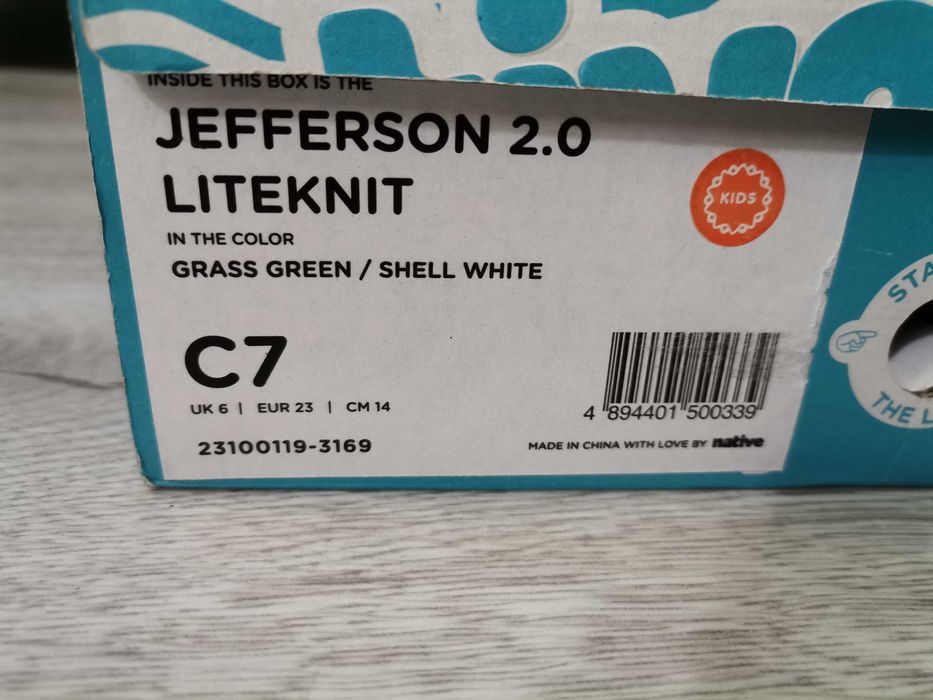 INSIDE THIS BOX IS THE
JEFFERSON 2.0
LITEKNIT
KIDS
IN THE COLOR
GRASS GREEN / SHELL WHITE
C7
UK 6 | EUR 23 | CM 14
23100119-3169
4 894401 500339
MADE IN CHINA WITH LOVE BY native
THE